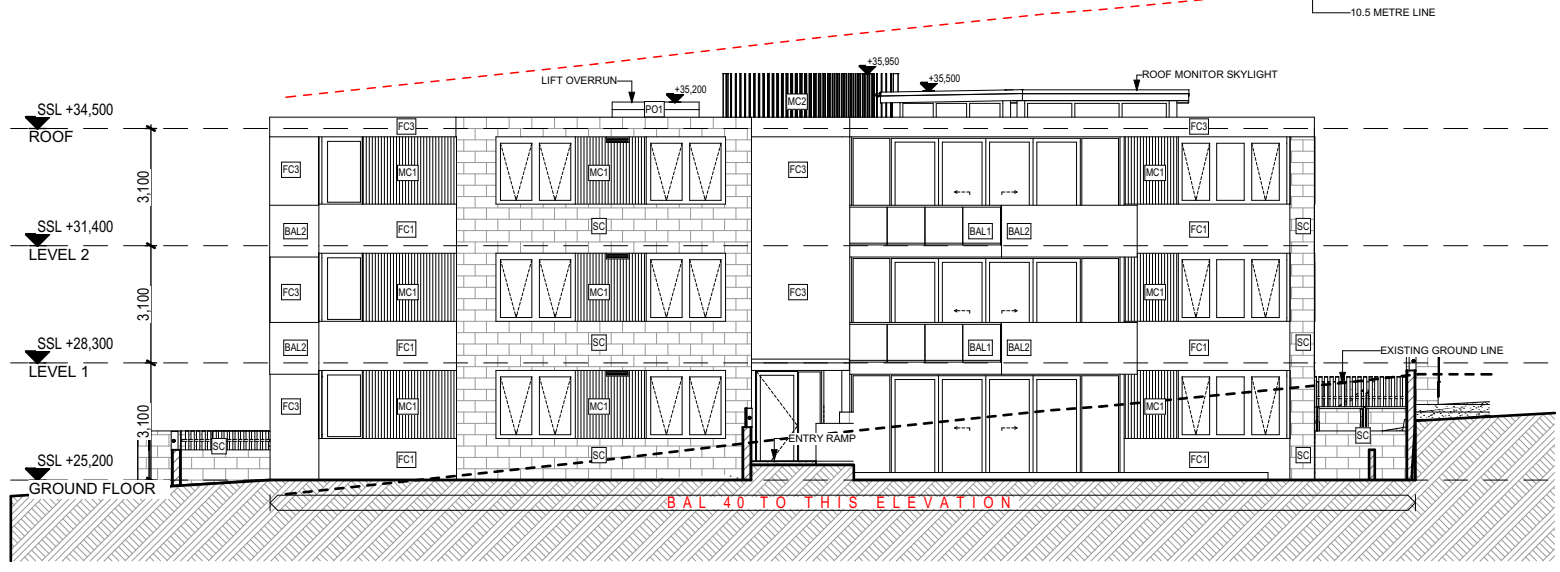 10.5 METRE LINE
+35,950
LIFT OVERRUN
+35,200
+35,500
ROOF MONITOR SKYLIGHT
SSL +34,500
ROOF
PO1
MC2
FC3
FC3
3,100
FC3
MC1
MC1
FC3
MC1
SSL +31,400
LEVEL 2
BAL2
FC1
SC
BAL1
BAL2
FC1
SC
3,100
FC3
MC1
MC1
FC3
MC1
SSL +28,300
LEVEL 1
BAL2
FC1
SC
BAL1
BAL2
FC1
SC
EXISTING GROUND LINE
3,100
FC3
MC1
MC1
MC1
SC
ENTRY RAMP
SC
SSL +25,200
GROUND FLOOR
FC1
SC
FC1
SC
BAL 40 TO THIS ELEVATION